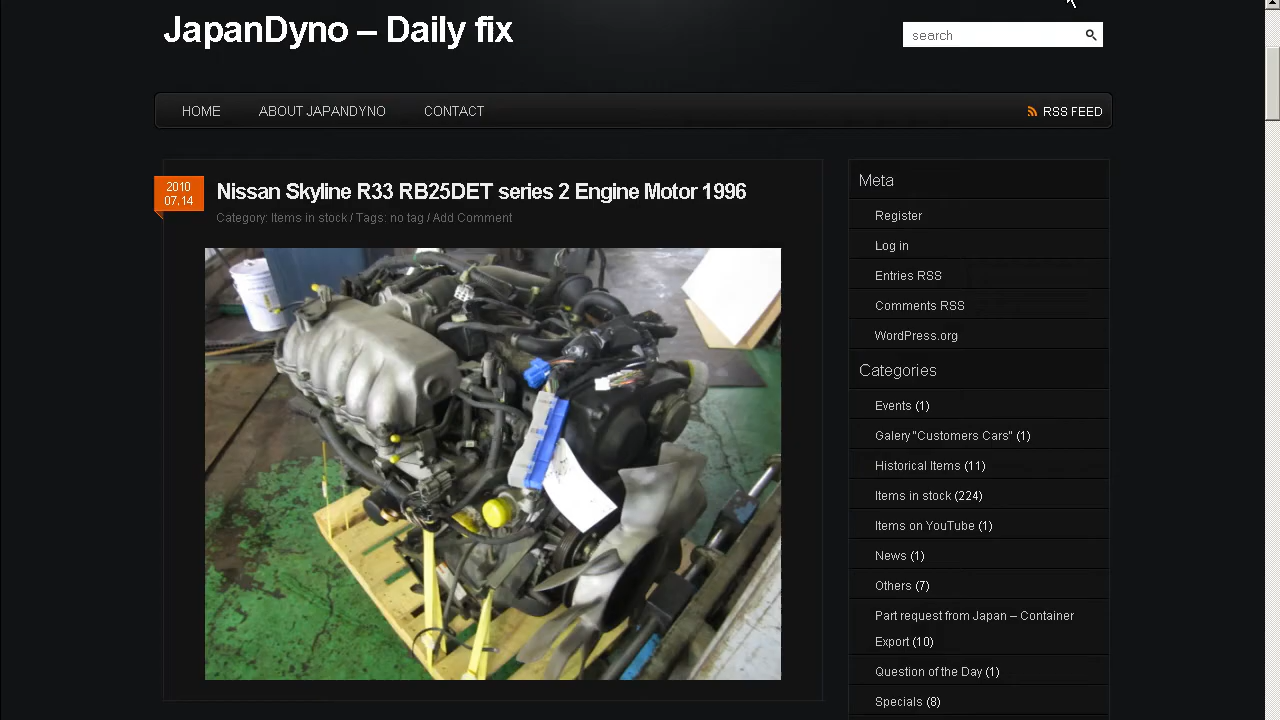 JapanDyno – Daily fix
search
HOME ABOUT JAPANDYNO CONTACT RSS FEED
2010
07.14
Nissan Skyline R33 RB25DET series 2 Engine Motor 1996
Category: Items in stock / Tags: no tag / Add Comment
Meta
Register
Log in
Entries RSS
Comments RSS
WordPress.org
Categories
Events (1)
Galery "Customers Cars" (1)
Historical Items (11)
Items in stock (224)
Items on YouTube (1)
News (1)
Others (7)
Part request from Japan – Container
Export (10)
Question of the Day (1)
Specials (8)